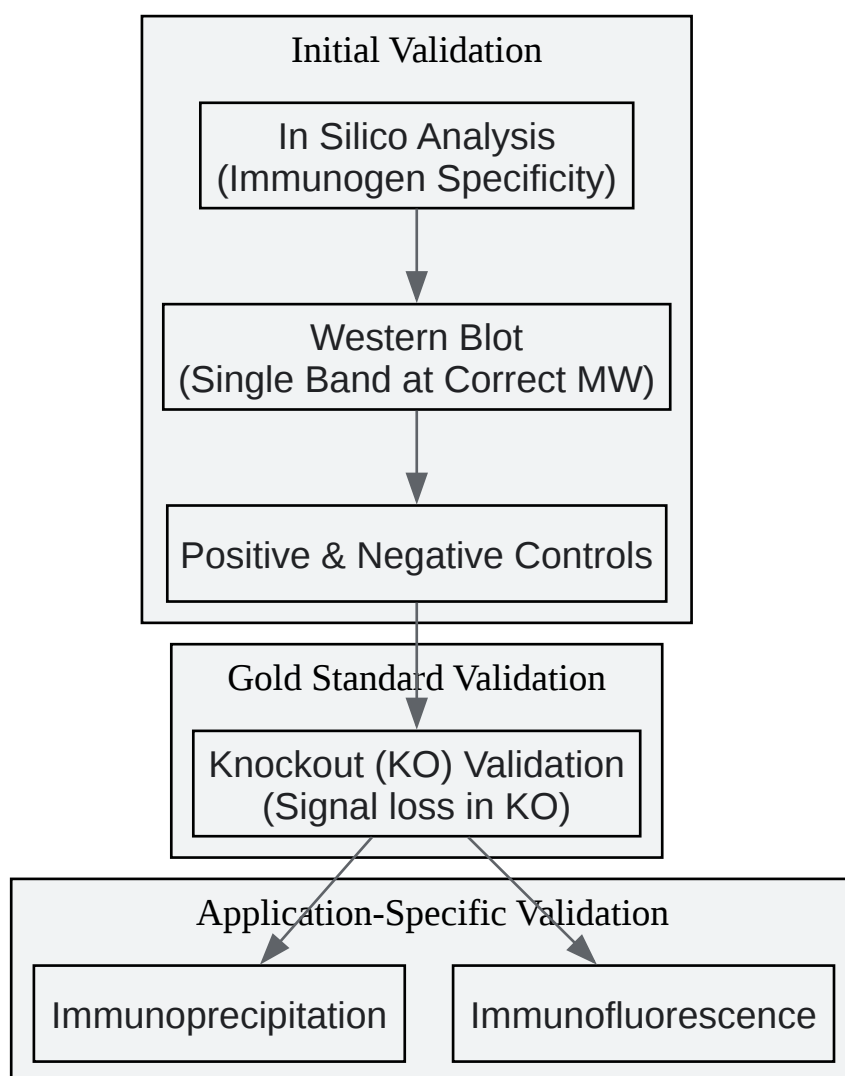 Initial Validation
In Silico Analysis
(Immunogen Specificity)
Western Blot
(Single Band at Correct MW)
Positive & Negative Controls
Gold Standard Validation
Knockout (KO) Validation
(Signal loss in KO)
Application-Specific Validation
Immunoprecipitation
Immunofluorescence